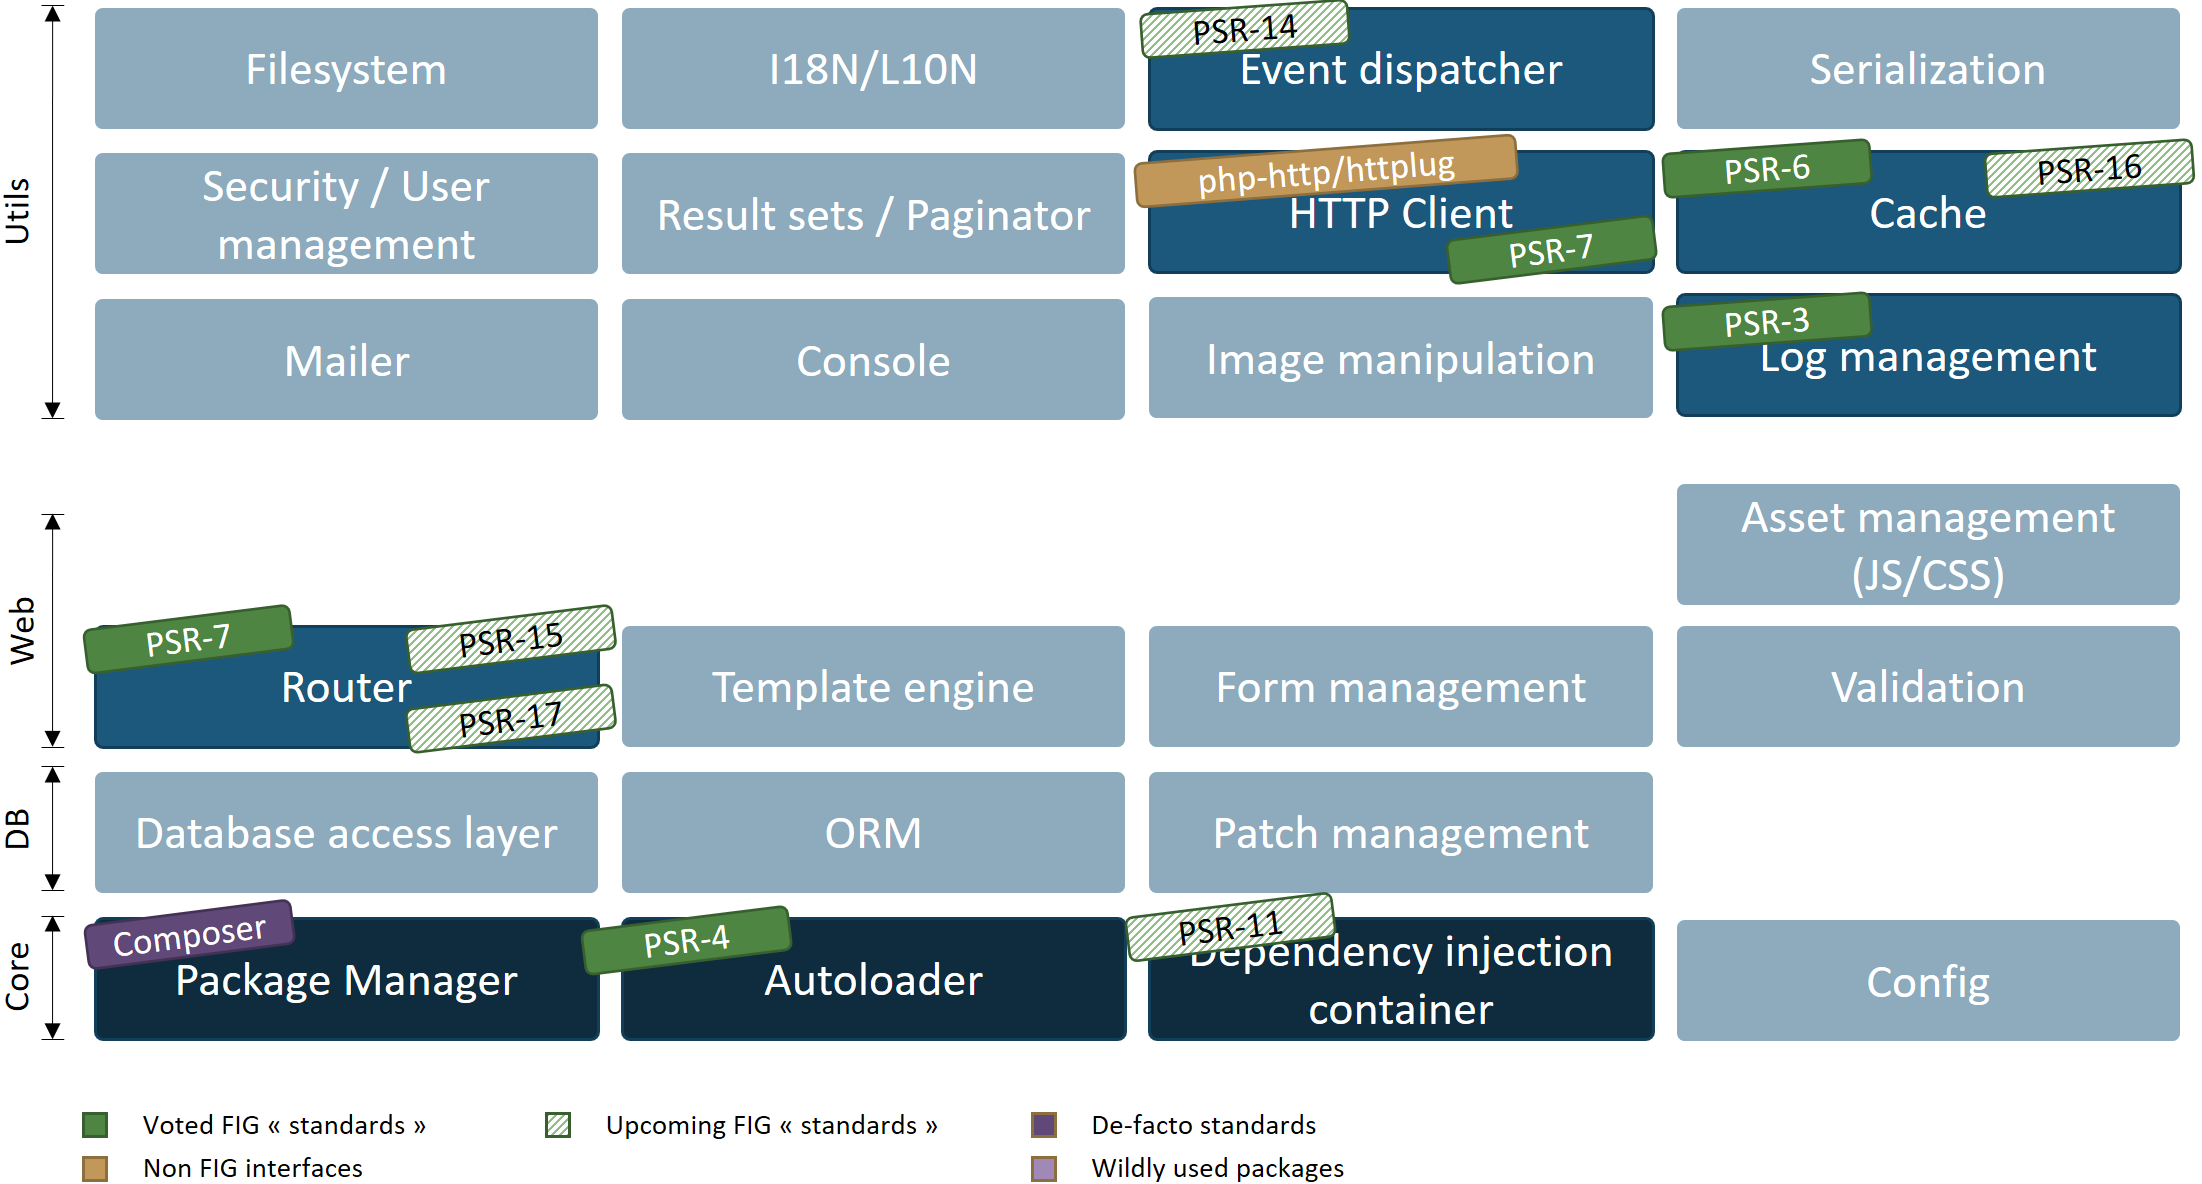 Utils
Filesystem
I18N/L10N
PSR-14
Event dispatcher
Serialization
Security / User
management
Result sets / Paginator
php-http/httplug
HTTP Client
PSR-7
PSR-6
PSR-16
Cache
Mailer
Console
Image manipulation
PSR-3
Log management
Web
Asset management
(JS/CSS)
PSR-7
PSR-15
Router
PSR-17
Template engine
Form management
Validation
DB
Database access layer
ORM
Patch management
Core
Composer
Package Manager
PSR-4
Autoloader
PSR-11
Dependency injection
container
Config
Voted FIG « standards »
Upcoming FIG « standards »
De-facto standards
Non FIG interfaces
Wildly used packages